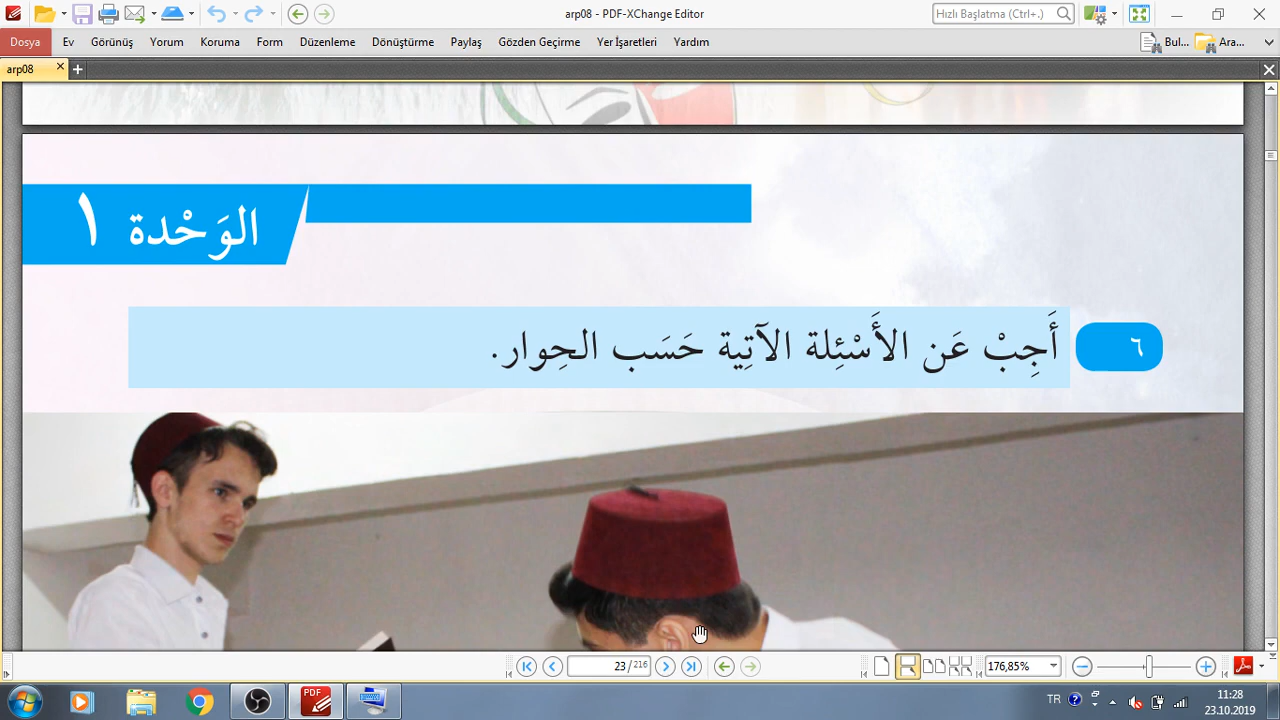 arp08 - PDF-XChange Editor
Hızlı Başlatma (Ctrl+.)
Dosya Ev Görünüş Yorum Koruma Form Düzenleme Dönüştürme Paylaş Gözden Geçirme Yer İşaretleri Yardım Bul... Ara...
arp08
الوَحْدة ١
٦ أَجِبْ عَن الأَسْئِلة الآتِية حَسَب الحِوار.
23 / 216
176,85%
PDF
TR 11:28
23.10.2019